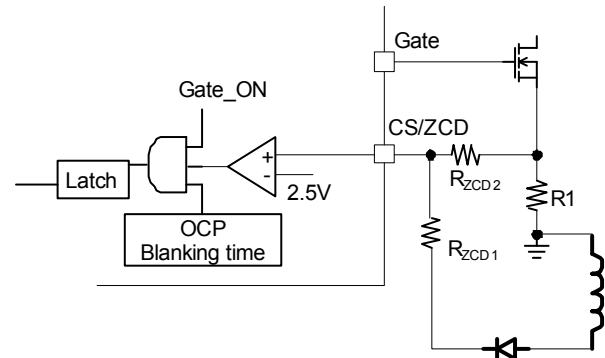 Gate
Gate_ON
CS/ZCD
+
-
2.5V
Latch
OCP
Blanking time
RZCD2
R1
RZCD1